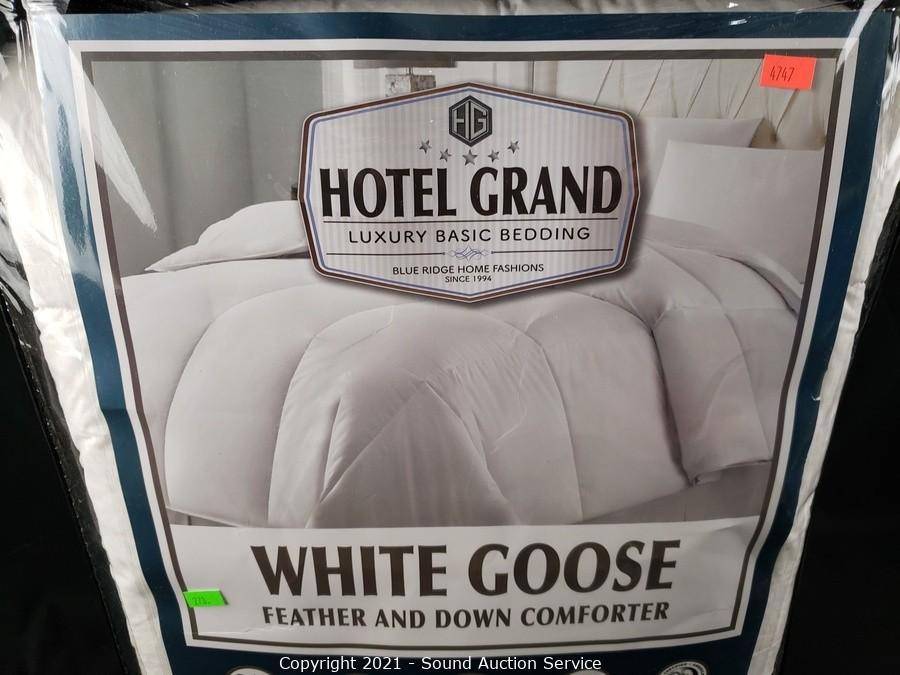 4747
HG
HOTEL GRAND
LUXURY BASIC BEDDING
BLUE RIDGE HOME FASHIONS
SINCE 1994
WHITE GOOSE
FEATHER AND DOWN COMFORTER
Copyright 2021 - Sound Auction Service